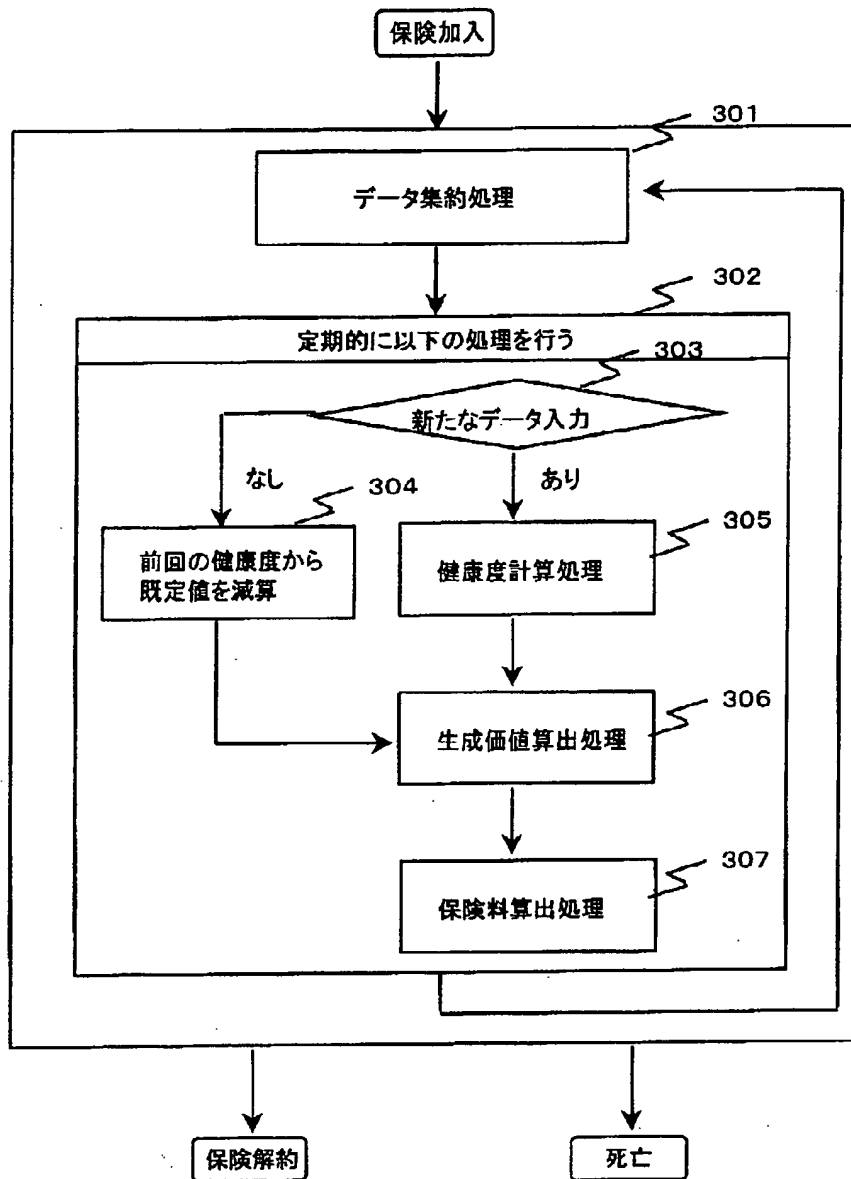 保険加入
301
データ集約処理
302
定期的に以下の処理を行う
303
新たなデータ入力
なし
あり
304
305
前回の健康度から
既定値を減算
健康度計算処理
306
生成価値算出処理
307
保険料算出処理
保険解約
死亡